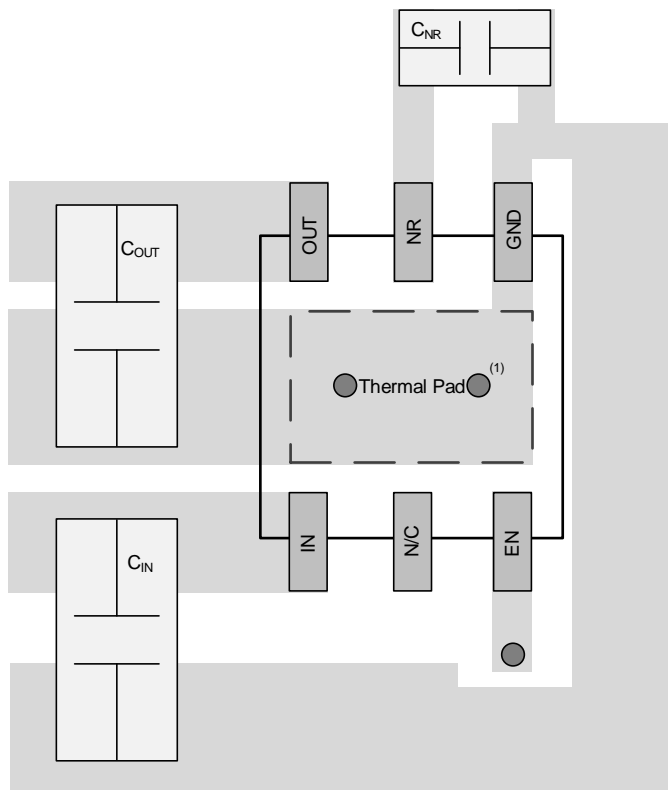 CNR
OUT
NR
GND
COUT
Thermal Pad
(1)
CIN
IN
N/C
EN